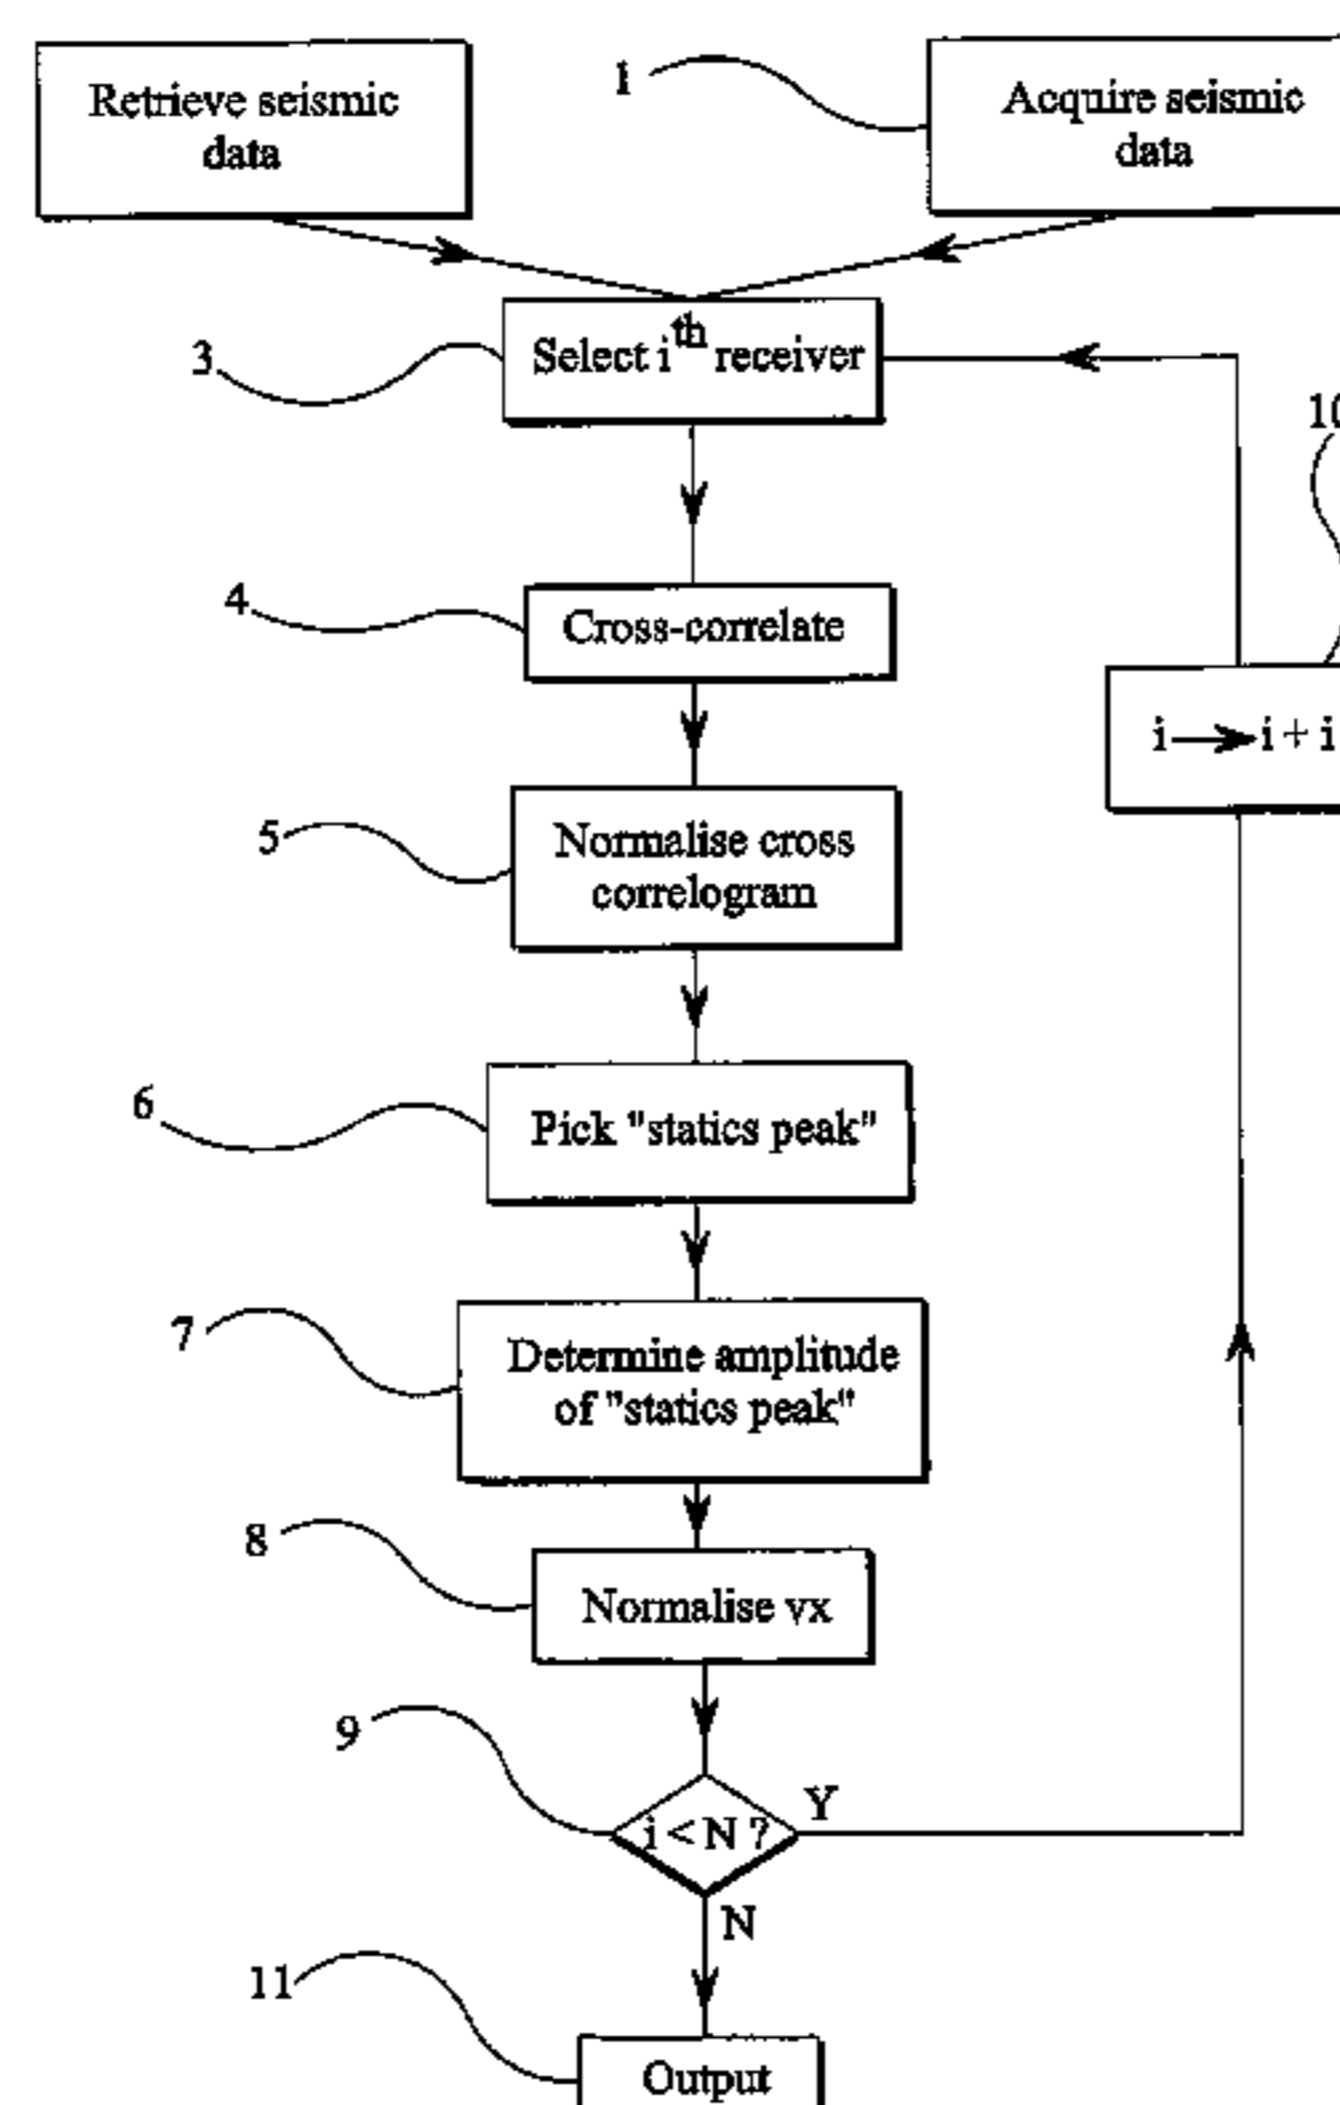 Retrieve seismic
data
1
Acquire seismic
data
3
Select ith receiver
10
4
Cross-correlate
i → i + i
5
Normalise cross
correlogram
6
Pick "statics peak"
7
Determine amplitude
of "statics peak"
8
Normalise vx
9
i < N ?
Y
N
11
Output